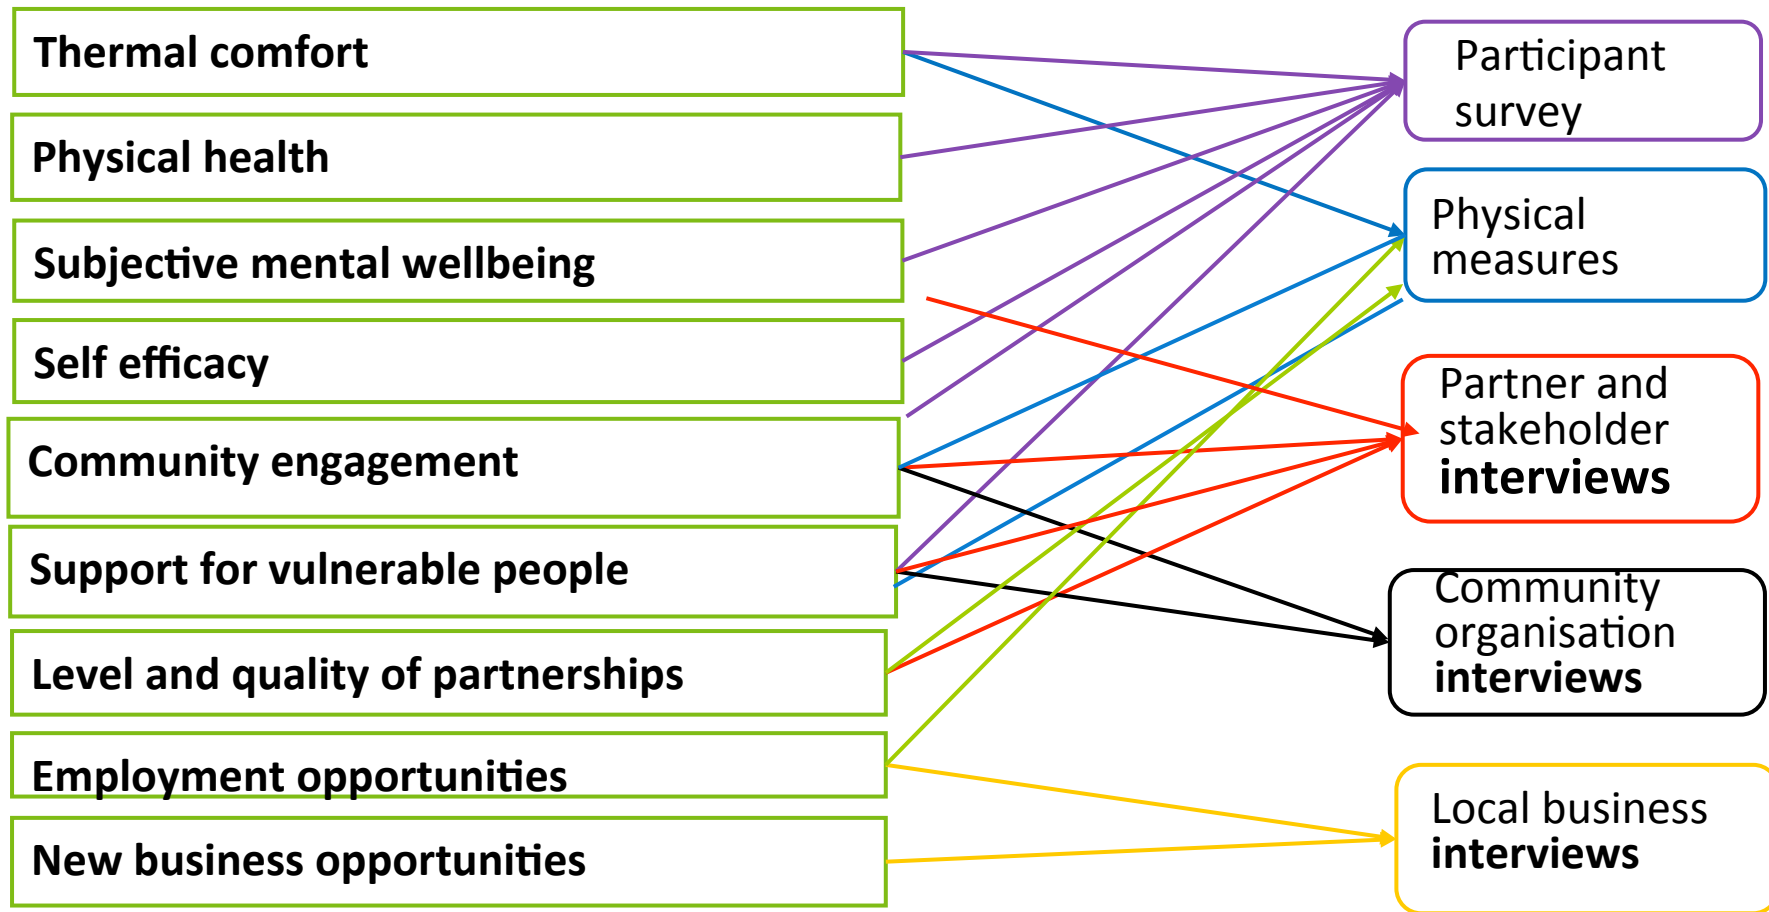 Thermal comfort
Physical health
Subjective mental wellbeing
Self efficacy
Community engagement
Support for vulnerable people
Level and quality of partnerships
Employment opportunities
New business opportunities
Participant
survey
Physical
measures
Partner and
stakeholder
interviews
Community
organisation
interviews
Local business
interviews